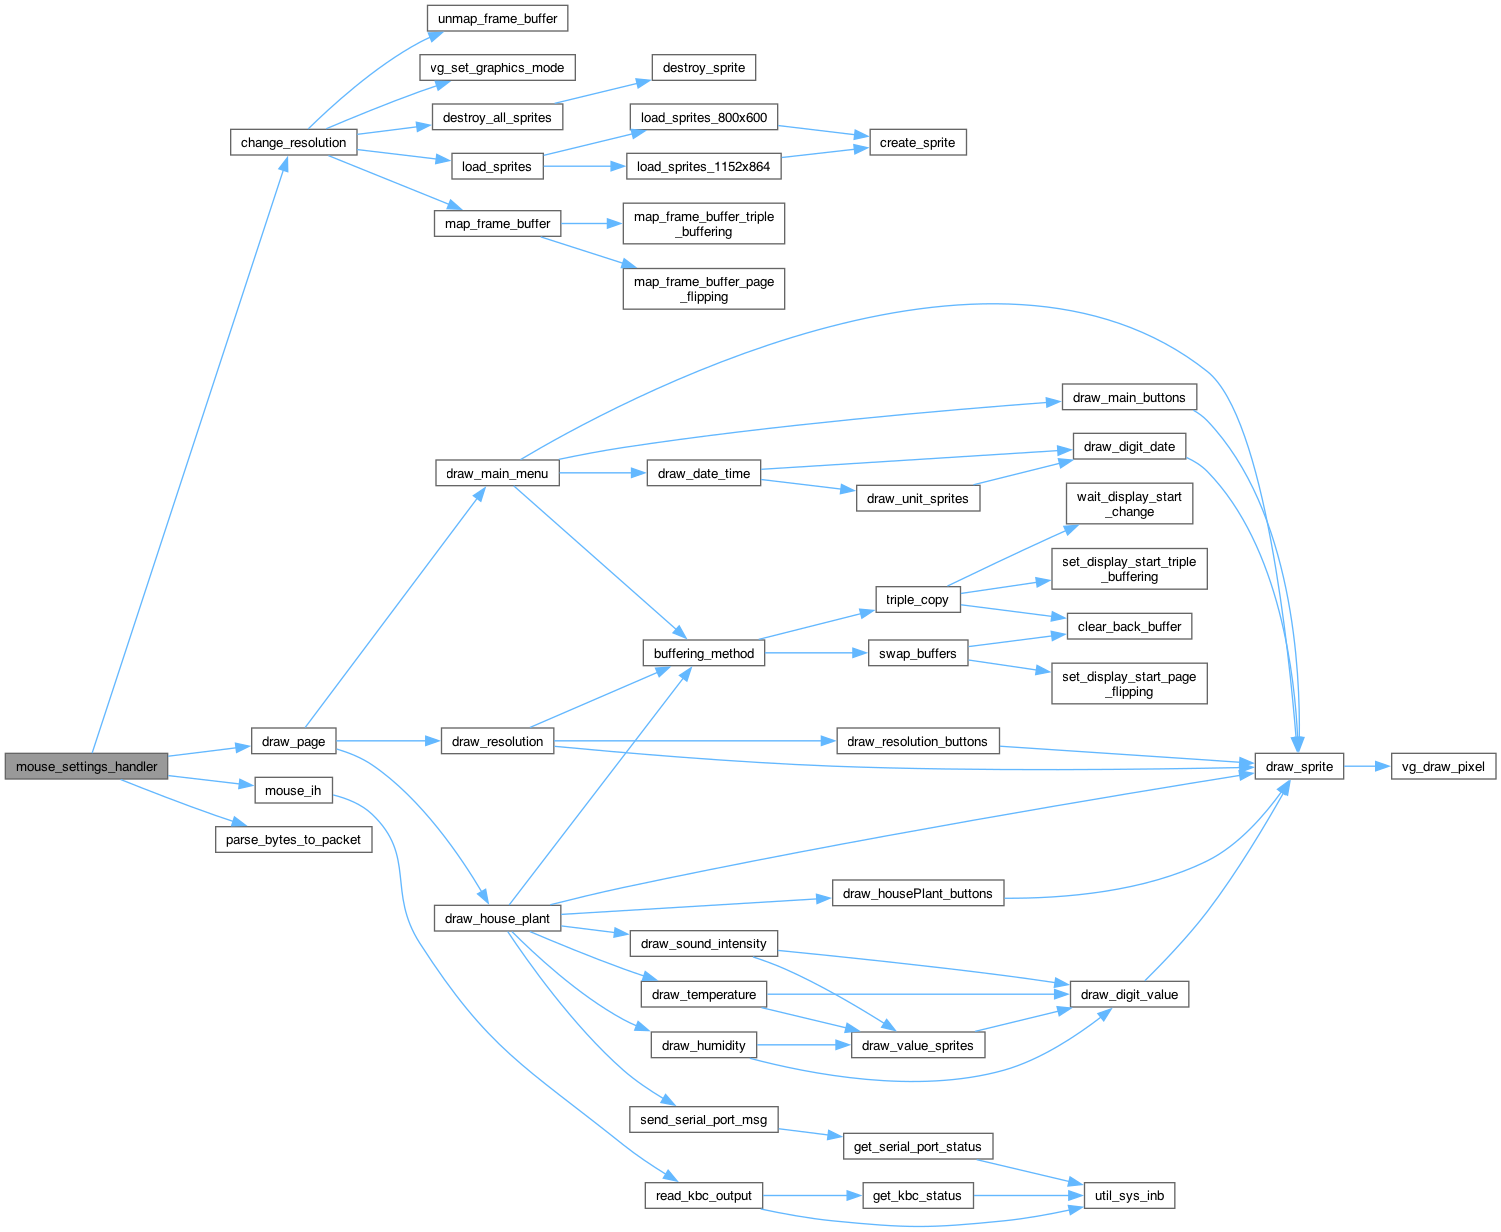 unmap_frame_buffer
vg_set_graphics_mode
destroy_sprite
destroy_all_sprites
load_sprites_800x600
change_resolution
create_sprite
load_sprites
load_sprites_1152x864
map_frame_buffer
map_frame_buffer_triple
_buffering
map_frame_buffer_page
_flipping
draw_main_buttons
draw_main_menu
draw_date_time
draw_digit_date
draw_unit_sprites
wait_display_start
_change
set_display_start_triple
_buffering
triple_copy
clear_back_buffer
buffering_method
swap_buffers
set_display_start_page
_flipping
draw_page
draw_resolution
draw_resolution_buttons
mouse_settings_handler
draw_sprite
vg_draw_pixel
mouse_ih
parse_bytes_to_packet
draw_housePlant_buttons
draw_house_plant
draw_sound_intensity
draw_temperature
draw_digit_value
draw_humidity
draw_value_sprites
send_serial_port_msg
get_serial_port_status
read_kbc_output
get_kbc_status
util_sys_inb